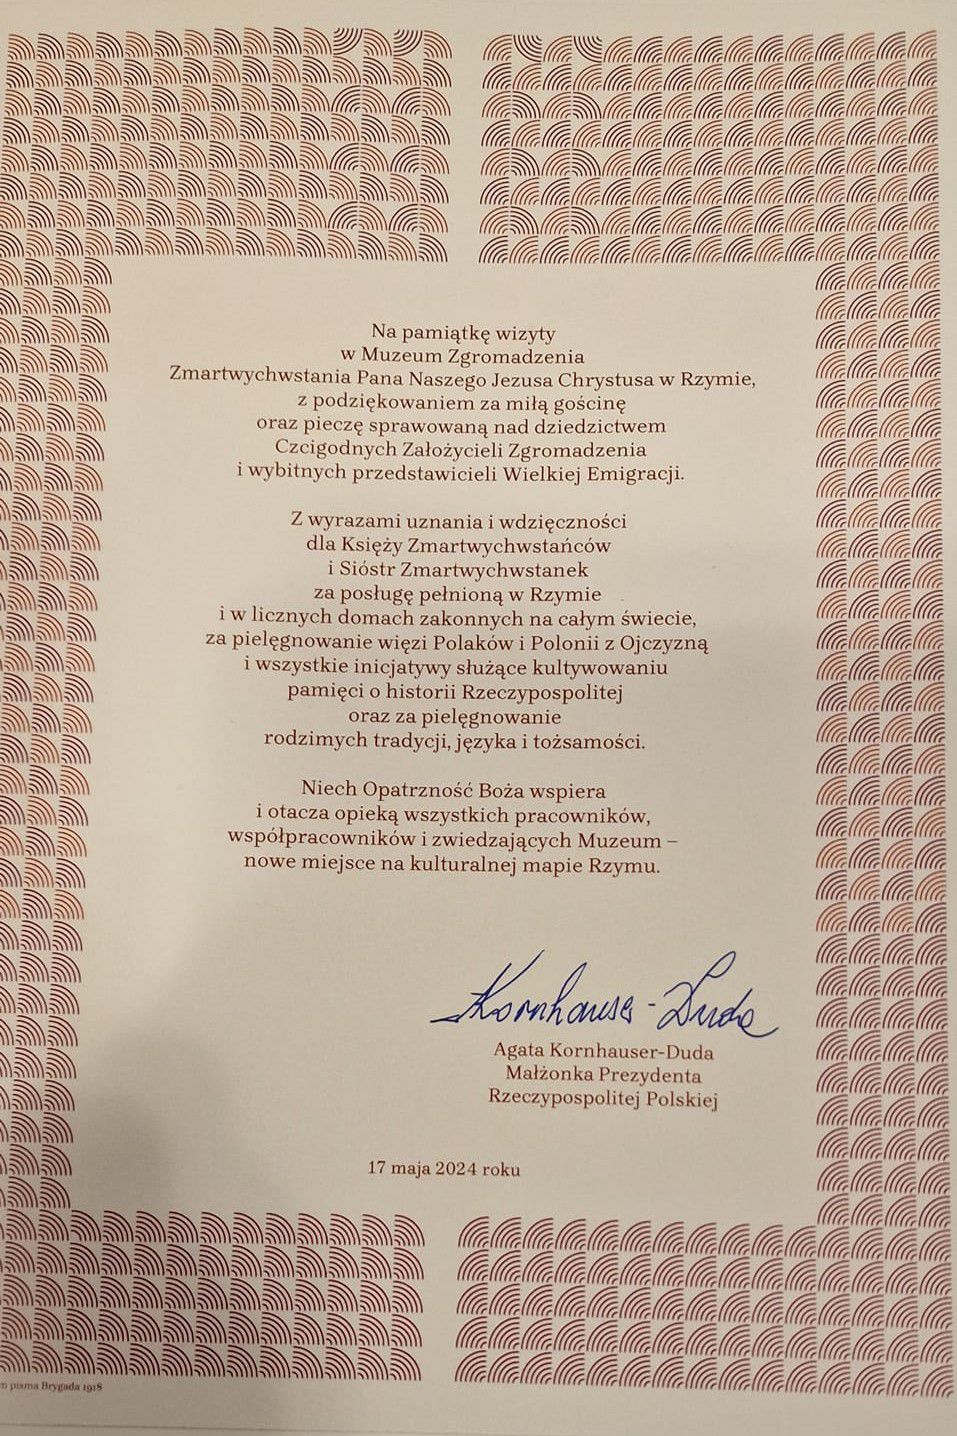 Na pamiątkę wizyty
w Muzeum Zgromadzenia
Zmartwychwstania Pana Naszego Jezusa Chrystusa w Rzymie,
z podziękowaniem za miłą gościnę
oraz pieczę sprawowaną nad dziedzictwem
Czcigodnych Założycieli Zgromadzenia
i wybitnych przedstawicieli Wielkiej Emigracji.
Z wyrazami uznania i wdzięczności
dla Księży Zmartwychwstańców
i Sióstr Zmartwychwstanek
za posługę pełnioną w Rzymie
i w licznych domach zakonnych na całym świecie,
za pielęgnowanie więzi Polaków i Polonii z Ojczyzną
i wszystkie inicjatywy służące kultywowaniu
pamięci o historii Rzeczypospolitej
oraz za pielęgnowanie
rodzimych tradycji, języka i tożsamości.
Niech Opatrzność Boża wspiera
i otacza opieką wszystkich pracowników,
współpracowników i zwiedzających Muzeum –
nowe miejsce na kulturalnej mapie Rzymu.
Kornhauser-Duda
Agata Kornhauser-Duda
Małżonka Prezydenta
Rzeczypospolitej Polskiej
17 maja 2024 roku
pisma Brygada 1918